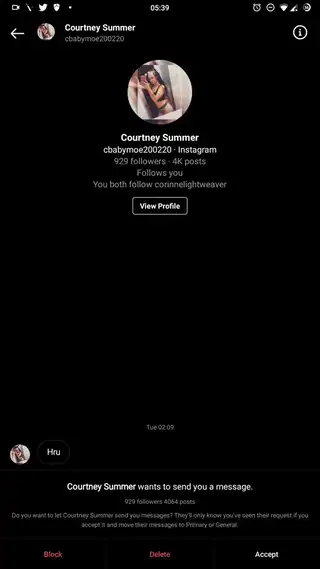 05:39
Courtney Summer
cbabymoe200220
Courtney Summer
cbabymoe200220 · Instagram
929 followers · 4K posts
Follows you
You both follow corinnelightweaver
View Profile
Tue 02:09
Hru
Courtney Summer wants to send you a message.
929 followers 4064 posts
Do you want to let Courtney Summer send you messages? They'll only know you've seen their request if you
accept it and move their messages to Primary or General.
Block Delete Accept